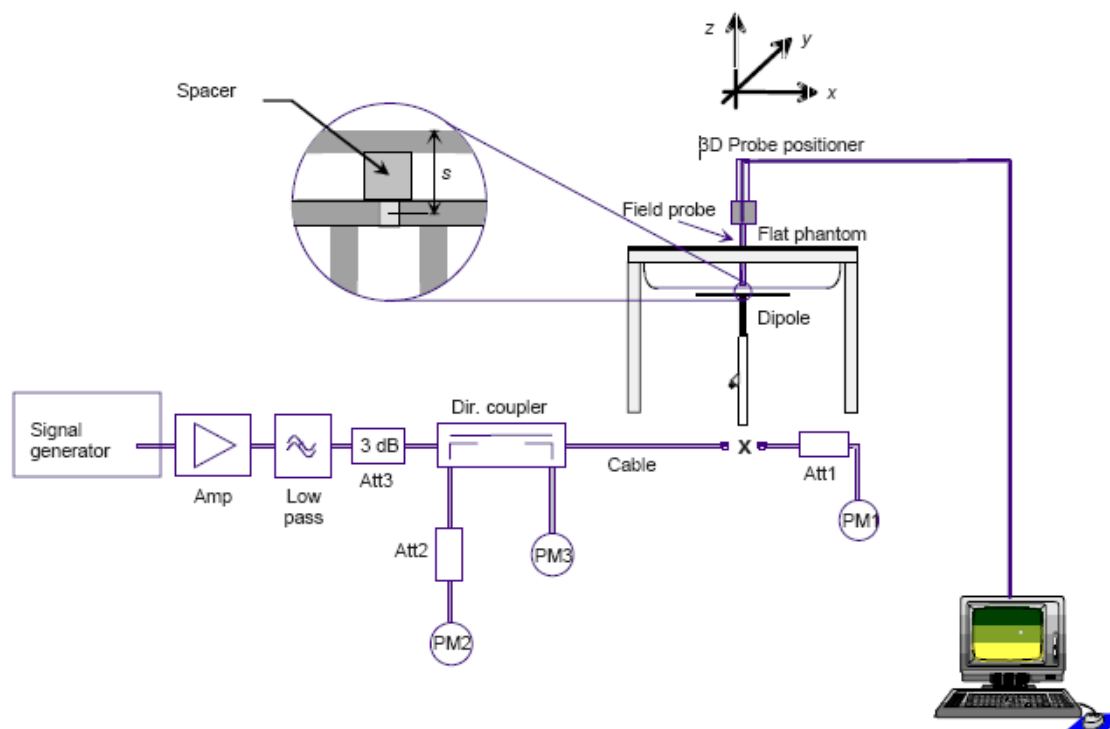 z
y
x
Spacer
s
3D Probe positioner
Field probe
Flat phantom
Dipole
Signal
generator
Amp
Low
pass
3 dB
Att3
Dir. coupler
Att2
PM2
PM3
Cable
X
Att1
PM1